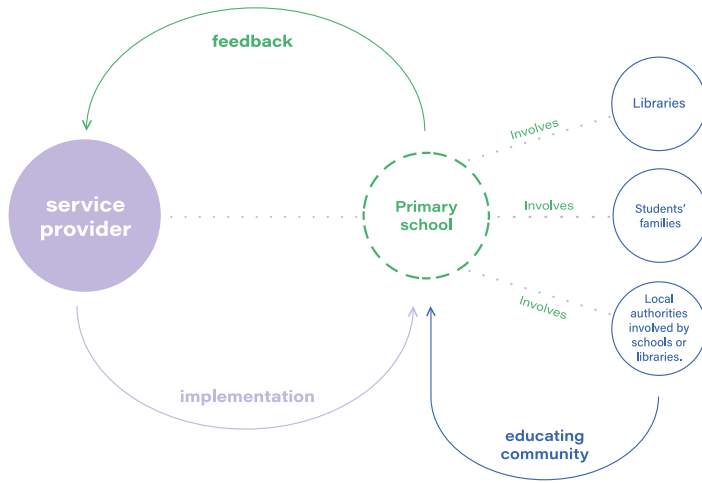 feedback
Libraries
Involves
service
provider
Primary
school
Involves
Students'
families
Involves
Local
authorities
involved by
schools or
libraries.
implementation
educating
community